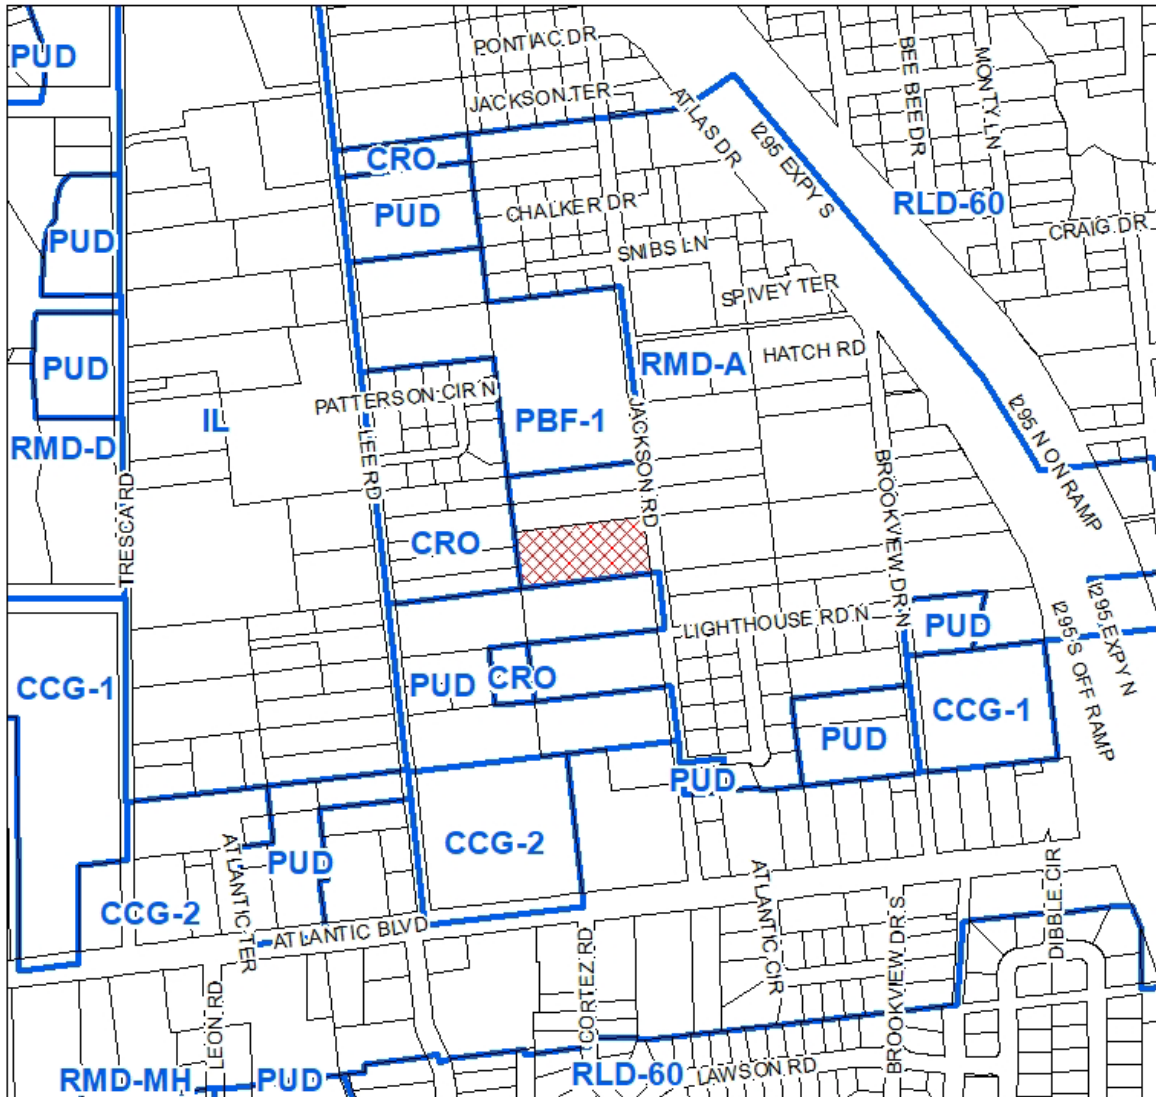 PUD
PONTIAC DR
BEE BEE DR
MONTY LN
JACKSON TER
ATLAS DR
I295 EXPY S
CRO
RLD-60
PUD
CHALKER DR
CRAIG DR
PUD
SNIBS LN
SPIVEY TER
PUD
RMD-A
HATCH RD
PATTERSON CIR N
IL
PBF-1
JACKSON RD
I295 N ON RAMP
RMD-D
LEE RD
BROOKVIEW DR N
TRESCA RD
CRO
LIGHTHOUSE RD N
PUD
I295 S OFF RAMP
I295 EXPY N
CCG-1
PUD
CRO
CCG-1
PUD
PUD
CCG-2
PUD
ATLANTIC TER
ATLANTIC CIR
DIBBLE CIR
CCG-2
ATLANTIC BLVD
CORTEZ RD
BROOKVIEW DR S
LEON RD
RMD-MH
PUD
RLD-60
LAWSON RD